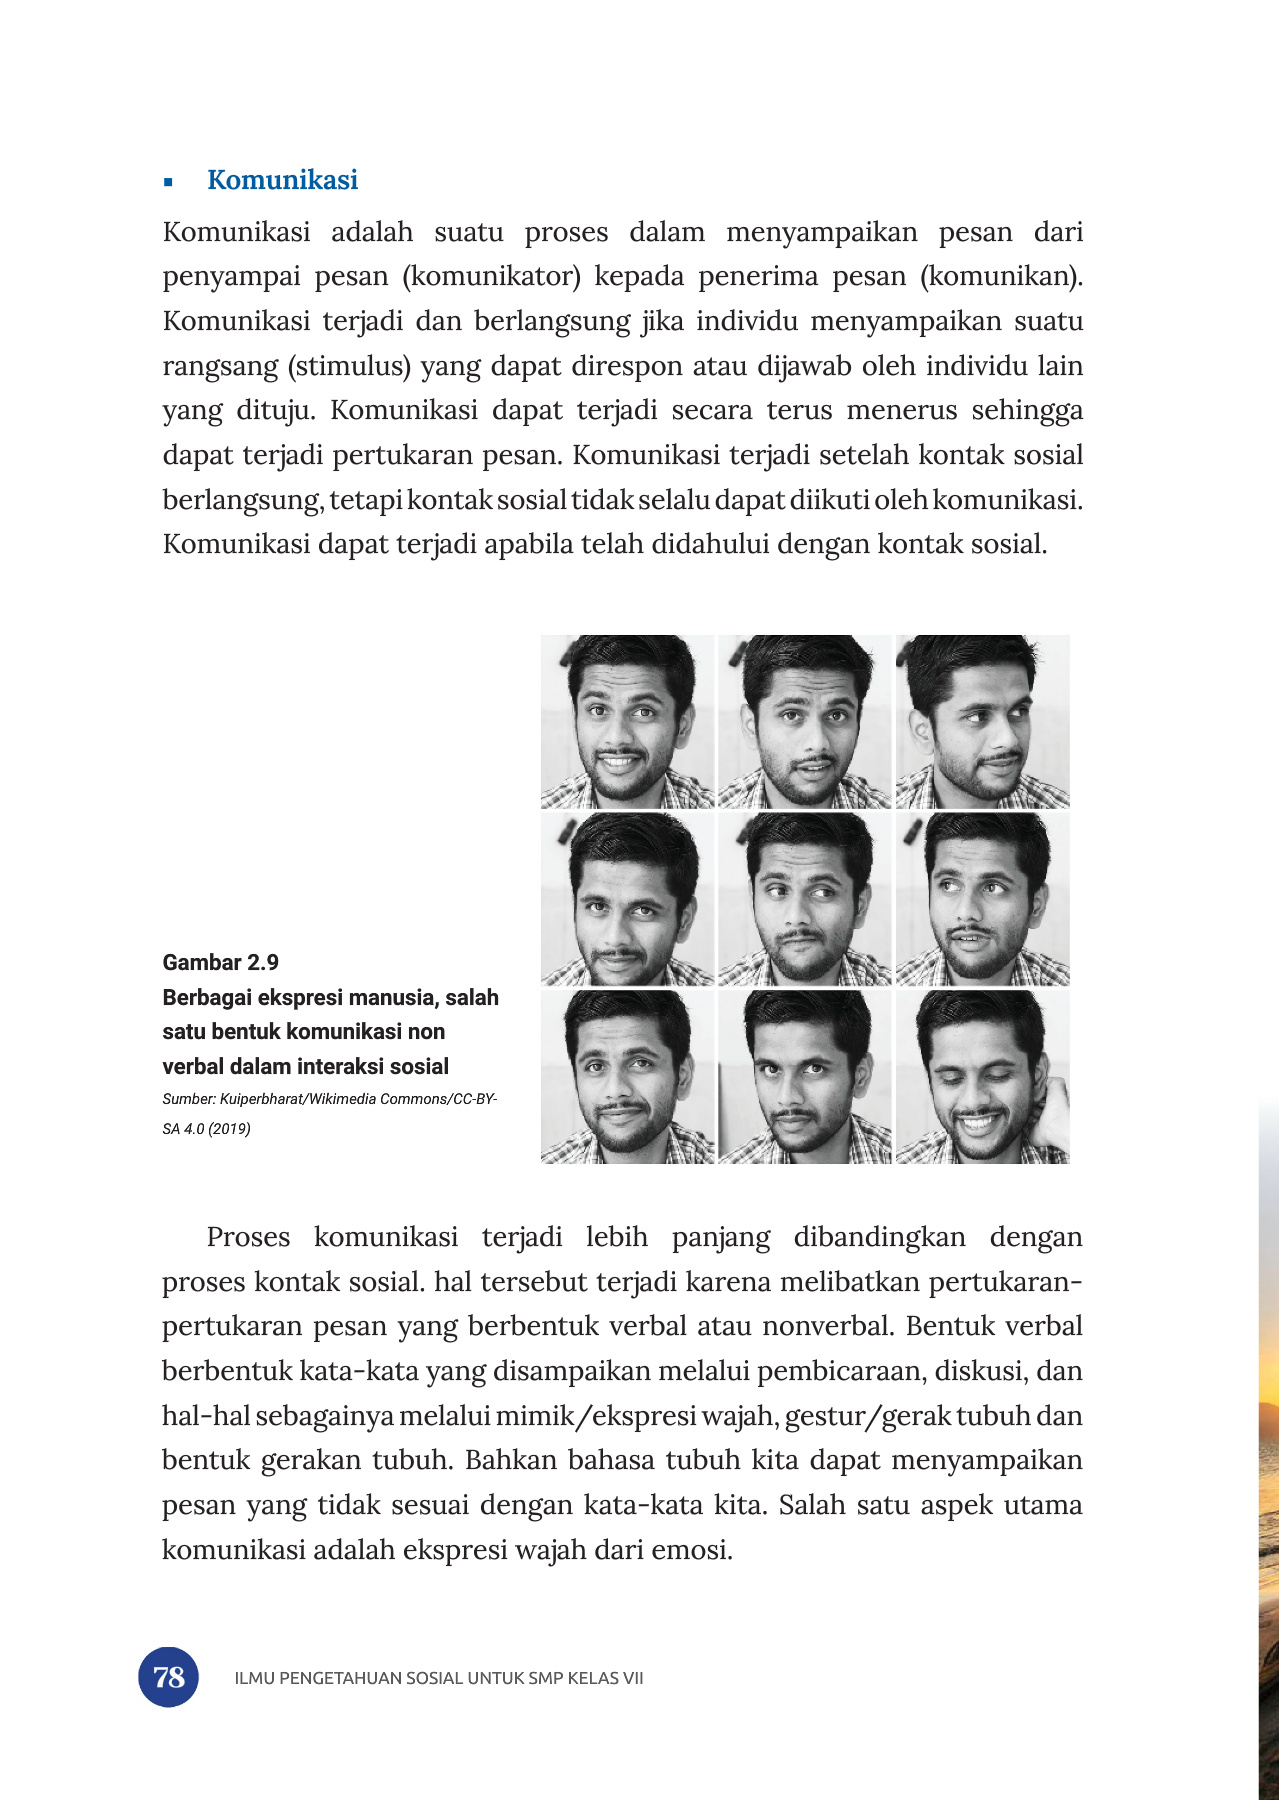 ▪ Komunikasi
Komunikasi adalah suatu proses dalam menyampaikan pesan dari
penyampai pesan (komunikator) kepada penerima pesan (komunikan).
Komunikasi terjadi dan berlangsung jika individu menyampaikan suatu
rangsang (stimulus) yang dapat direspon atau dijawab oleh individu lain
yang dituju. Komunikasi dapat terjadi secara terus menerus sehingga
dapat terjadi pertukaran pesan. Komunikasi terjadi setelah kontak sosial
berlangsung, tetapi kontak sosial tidak selalu dapat diikuti oleh komunikasi.
Komunikasi dapat terjadi apabila telah didahului dengan kontak sosial.
Gambar 2.9
Berbagai ekspresi manusia, salah
satu bentuk komunikasi non
verbal dalam interaksi sosial
Sumber: Kuiperbharat/Wikimedia Commons/CC-BY-
SA 4.0 (2019)
Proses komunikasi terjadi lebih panjang dibandingkan dengan
proses kontak sosial. hal tersebut terjadi karena melibatkan pertukaran-
pertukaran pesan yang berbentuk verbal atau nonverbal. Bentuk verbal
berbentuk kata-kata yang disampaikan melalui pembicaraan, diskusi, dan
hal-hal sebagainya melalui mimik/ekspresi wajah, gestur/gerak tubuh dan
bentuk gerakan tubuh. Bahkan bahasa tubuh kita dapat menyampaikan
pesan yang tidak sesuai dengan kata-kata kita. Salah satu aspek utama
komunikasi adalah ekspresi wajah dari emosi.
78 ILMU PENGETAHUAN SOSIAL UNTUK SMP KELAS VII